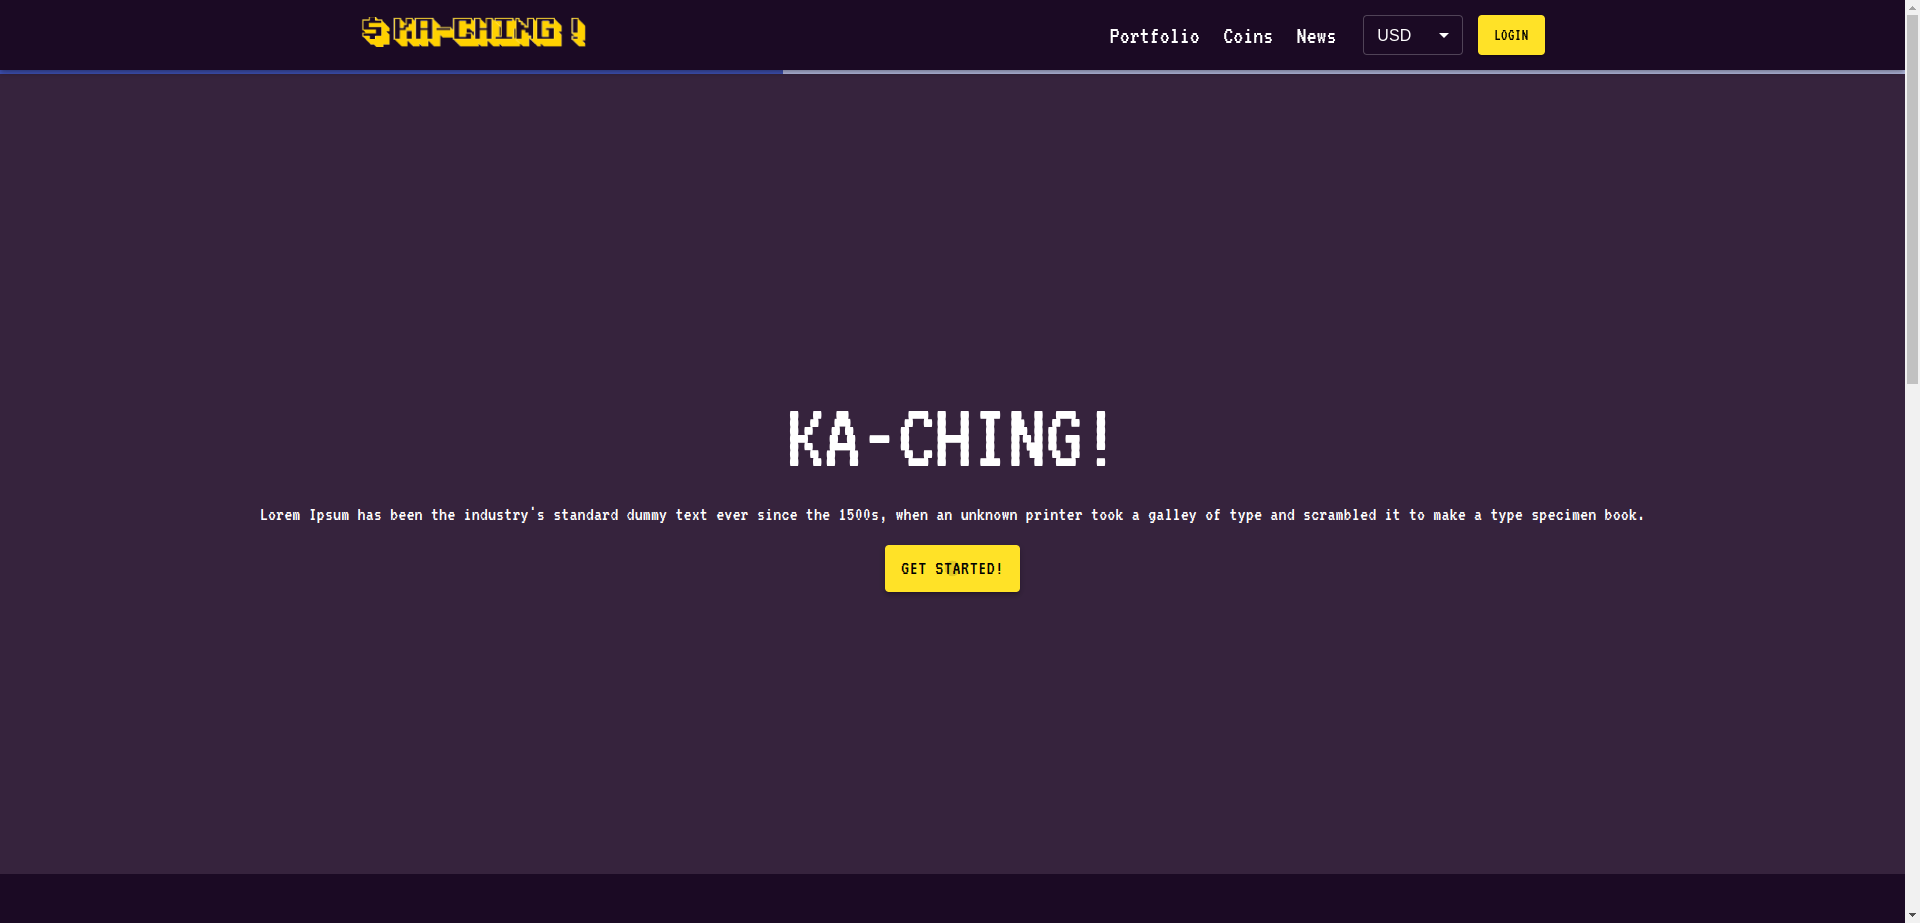 $ KA-CHING !
Portfolio Coins News USD LOGIN
KA-CHING!
Lorem Ipsum has been the industry's standard dummy text ever since the 1500s, when an unknown printer took a galley of type and scrambled it to make a type specimen book.
GET STARTED!